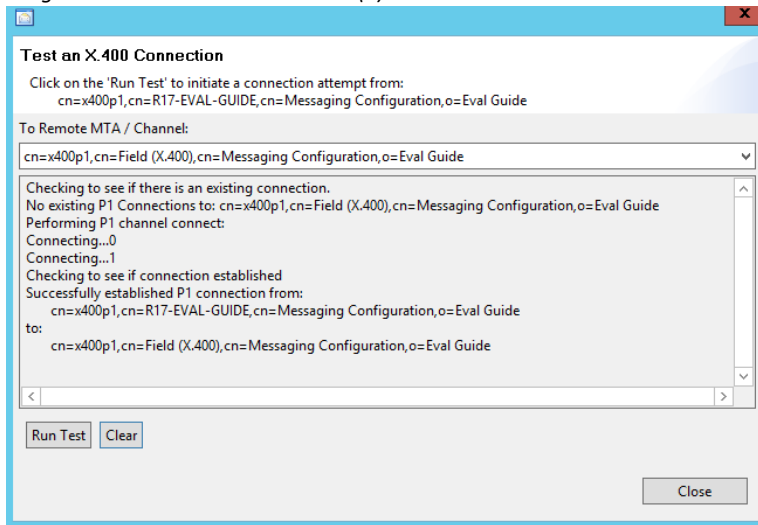 x
Test an X.400 Connection
Click on the 'Run Test' to initiate a connection attempt from:
cn=x400p1,cn=R17-EVAL-GUIDE,cn=Messaging Configuration,o=Eval Guide
To Remote MTA / Channel:
cn=x400p1,cn=Field (X.400),cn=Messaging Configuration,o=Eval Guide
Checking to see if there is an existing connection.
No existing P1 Connections to: cn=x400p1,cn=Field (X.400),cn=Messaging Configuration,o=Eval Guide
Performing P1 channel connect:
Connecting...0
Connecting...1
Checking to see if connection established
Successfully established P1 connection from:
cn=x400p1,cn=R17-EVAL-GUIDE,cn=Messaging Configuration,o=Eval Guide
to:
cn=x400p1,cn=Field (X.400),cn=Messaging Configuration,o=Eval Guide
Run Test Clear
Close